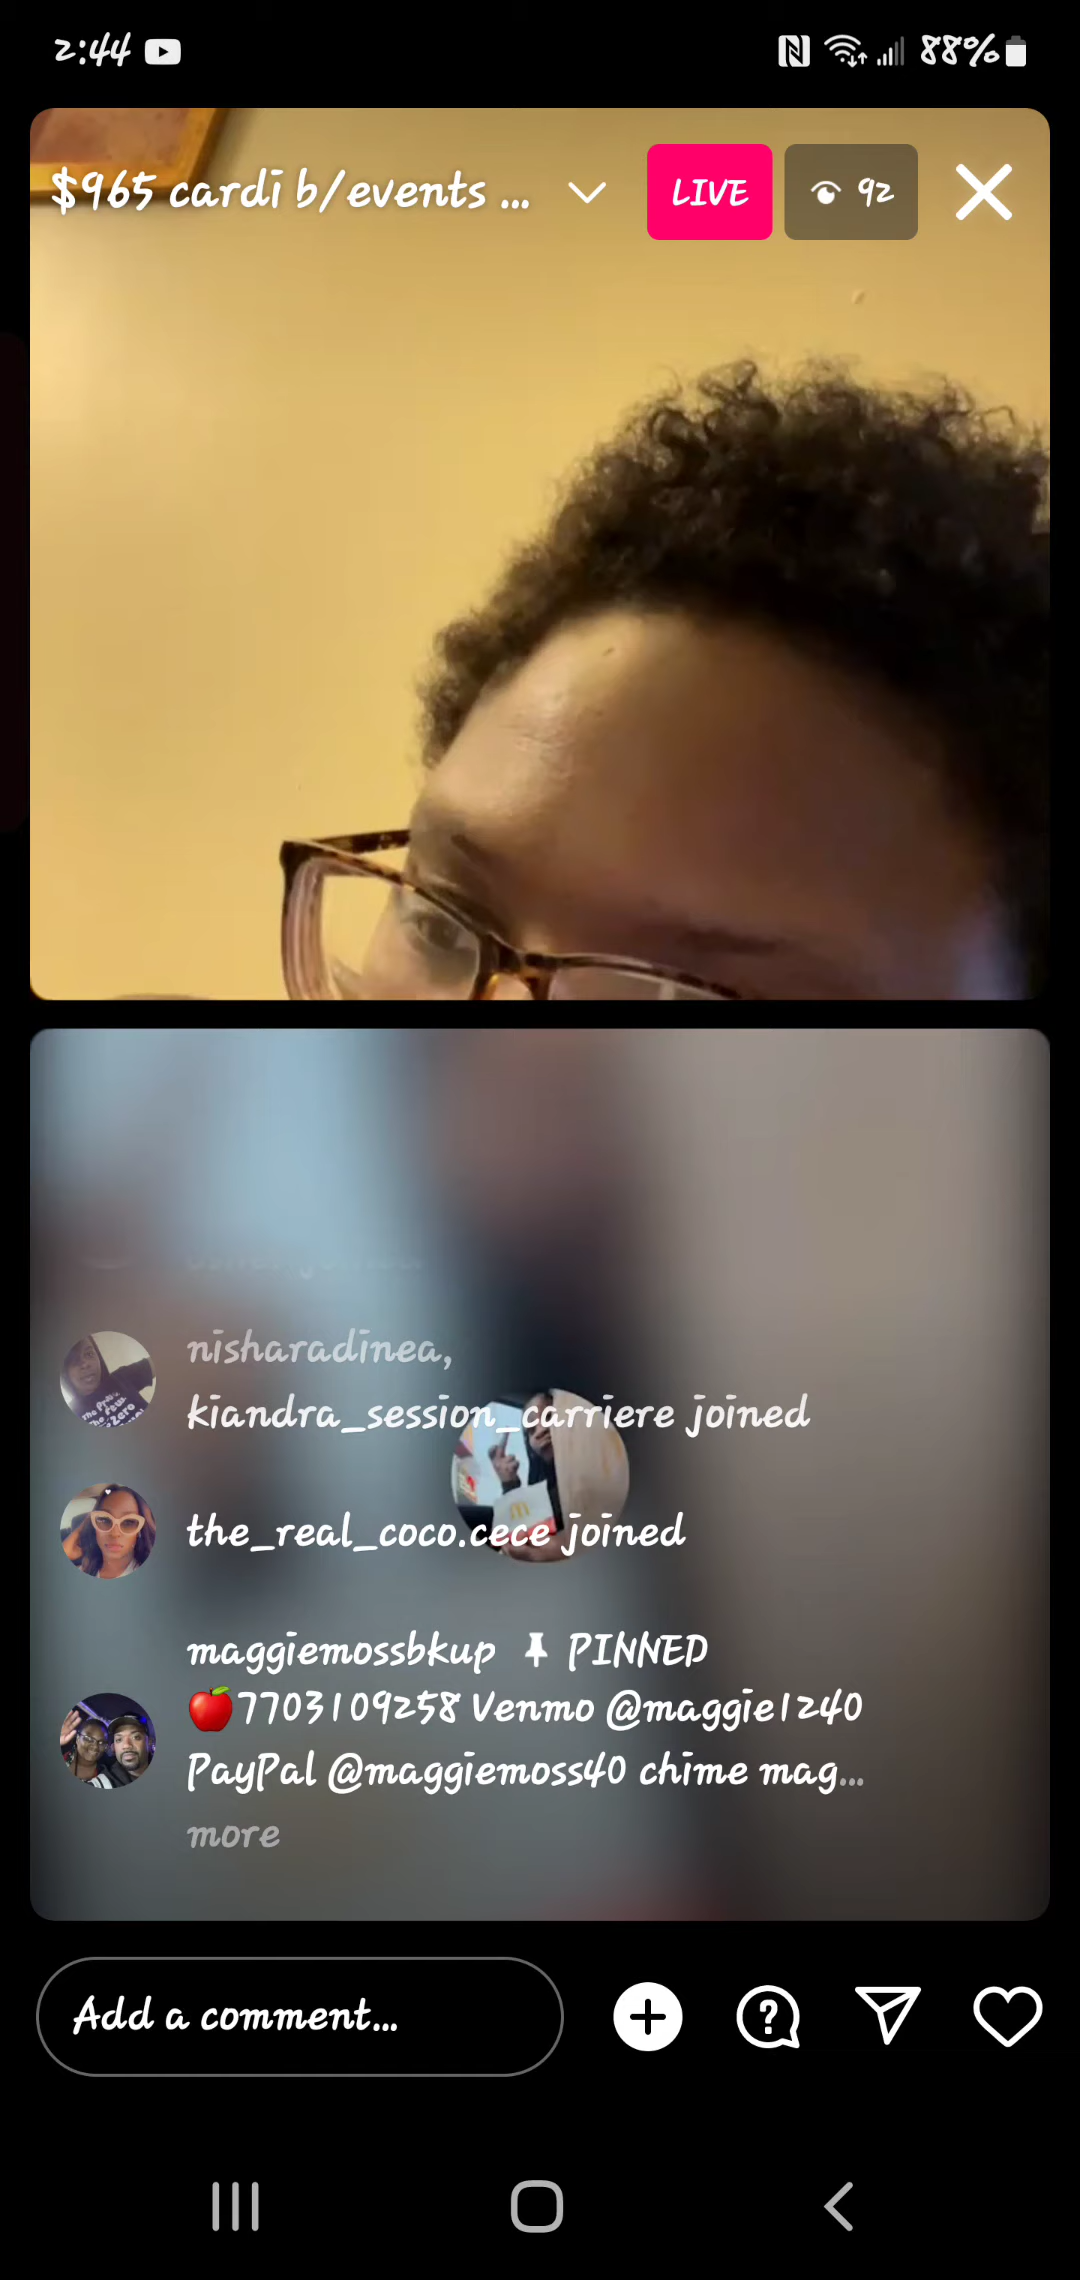 2:44
88%
$965 cardi b/events ...
LIVE
92
nisharadinea,
kiandra_session_carriere joined
the_real_coco.cece joined
maggiemossbkup PINNED
🍎7703109258 Venmo @maggie1240
PayPal @maggiemoss40 chime mag...
more
Add a comment...